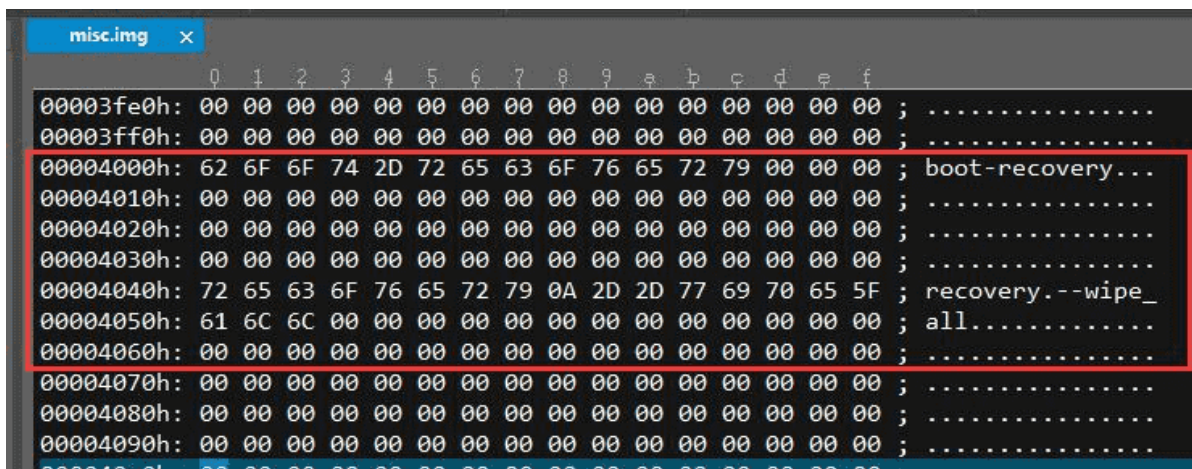 misc.img ×
0 1 2 3 4 5 6 7 8 9 a b c d e f
00003fe0h: 00 00 00 00 00 00 00 00 00 00 00 00 00 00 00 00 ; ................
00003ff0h: 00 00 00 00 00 00 00 00 00 00 00 00 00 00 00 00 ; ................
00004000h: 62 6F 6F 74 2D 72 65 63 6F 76 65 72 79 00 00 00 ; boot-recovery...
00004010h: 00 00 00 00 00 00 00 00 00 00 00 00 00 00 00 00 ; ................
00004020h: 00 00 00 00 00 00 00 00 00 00 00 00 00 00 00 00 ; ................
00004030h: 00 00 00 00 00 00 00 00 00 00 00 00 00 00 00 00 ; ................
00004040h: 72 65 63 6F 76 65 72 79 0A 2D 2D 77 69 70 65 5F ; recovery.--wipe_
00004050h: 61 6C 6C 00 00 00 00 00 00 00 00 00 00 00 00 00 ; all.............
00004060h: 00 00 00 00 00 00 00 00 00 00 00 00 00 00 00 00 ; ................
00004070h: 00 00 00 00 00 00 00 00 00 00 00 00 00 00 00 00 ; ................
00004080h: 00 00 00 00 00 00 00 00 00 00 00 00 00 00 00 00 ; ................
00004090h: 00 00 00 00 00 00 00 00 00 00 00 00 00 00 00 00 ; ................